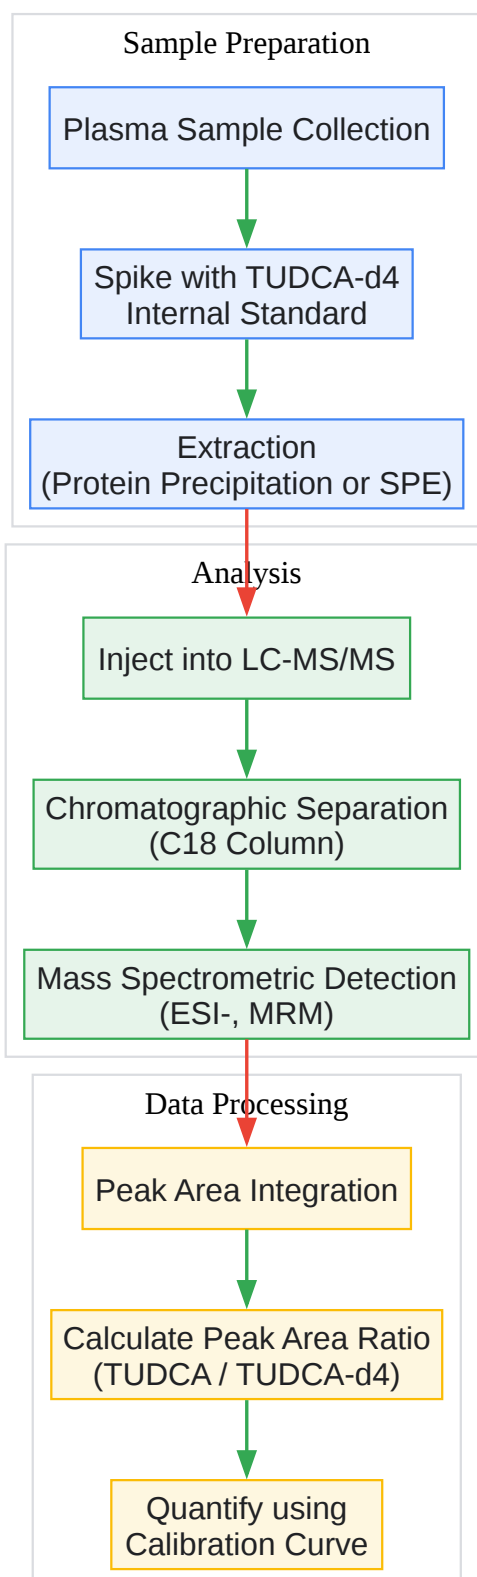 Sample Preparation
Plasma Sample Collection
Spike with TUDCA-d4
Internal Standard
Extraction
(Protein Precipitation or SPE)
Analysis
Inject into LC-MS/MS
Chromatographic Separation
(C18 Column)
Mass Spectrometric Detection
(ESI-, MRM)
Data Processing
Peak Area Integration
Calculate Peak Area Ratio
(TUDCA / TUDCA-d4)
Quantify using
Calibration Curve